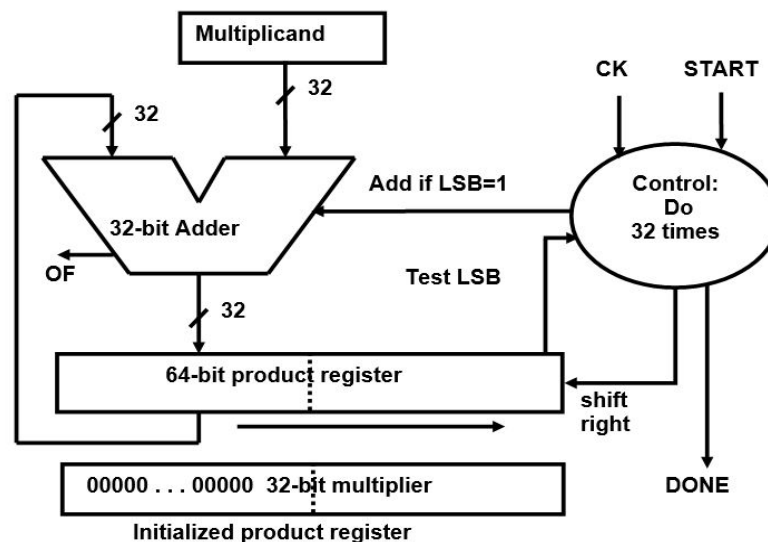 Multiplicand
CK
START
32
32
Add if LSB=1
Control:
Do
32 times
32-bit Adder
OF
Test LSB
32
64-bit product register
shift
right
00000 . . . 00000 32-bit multiplier
DONE
Initialized product register